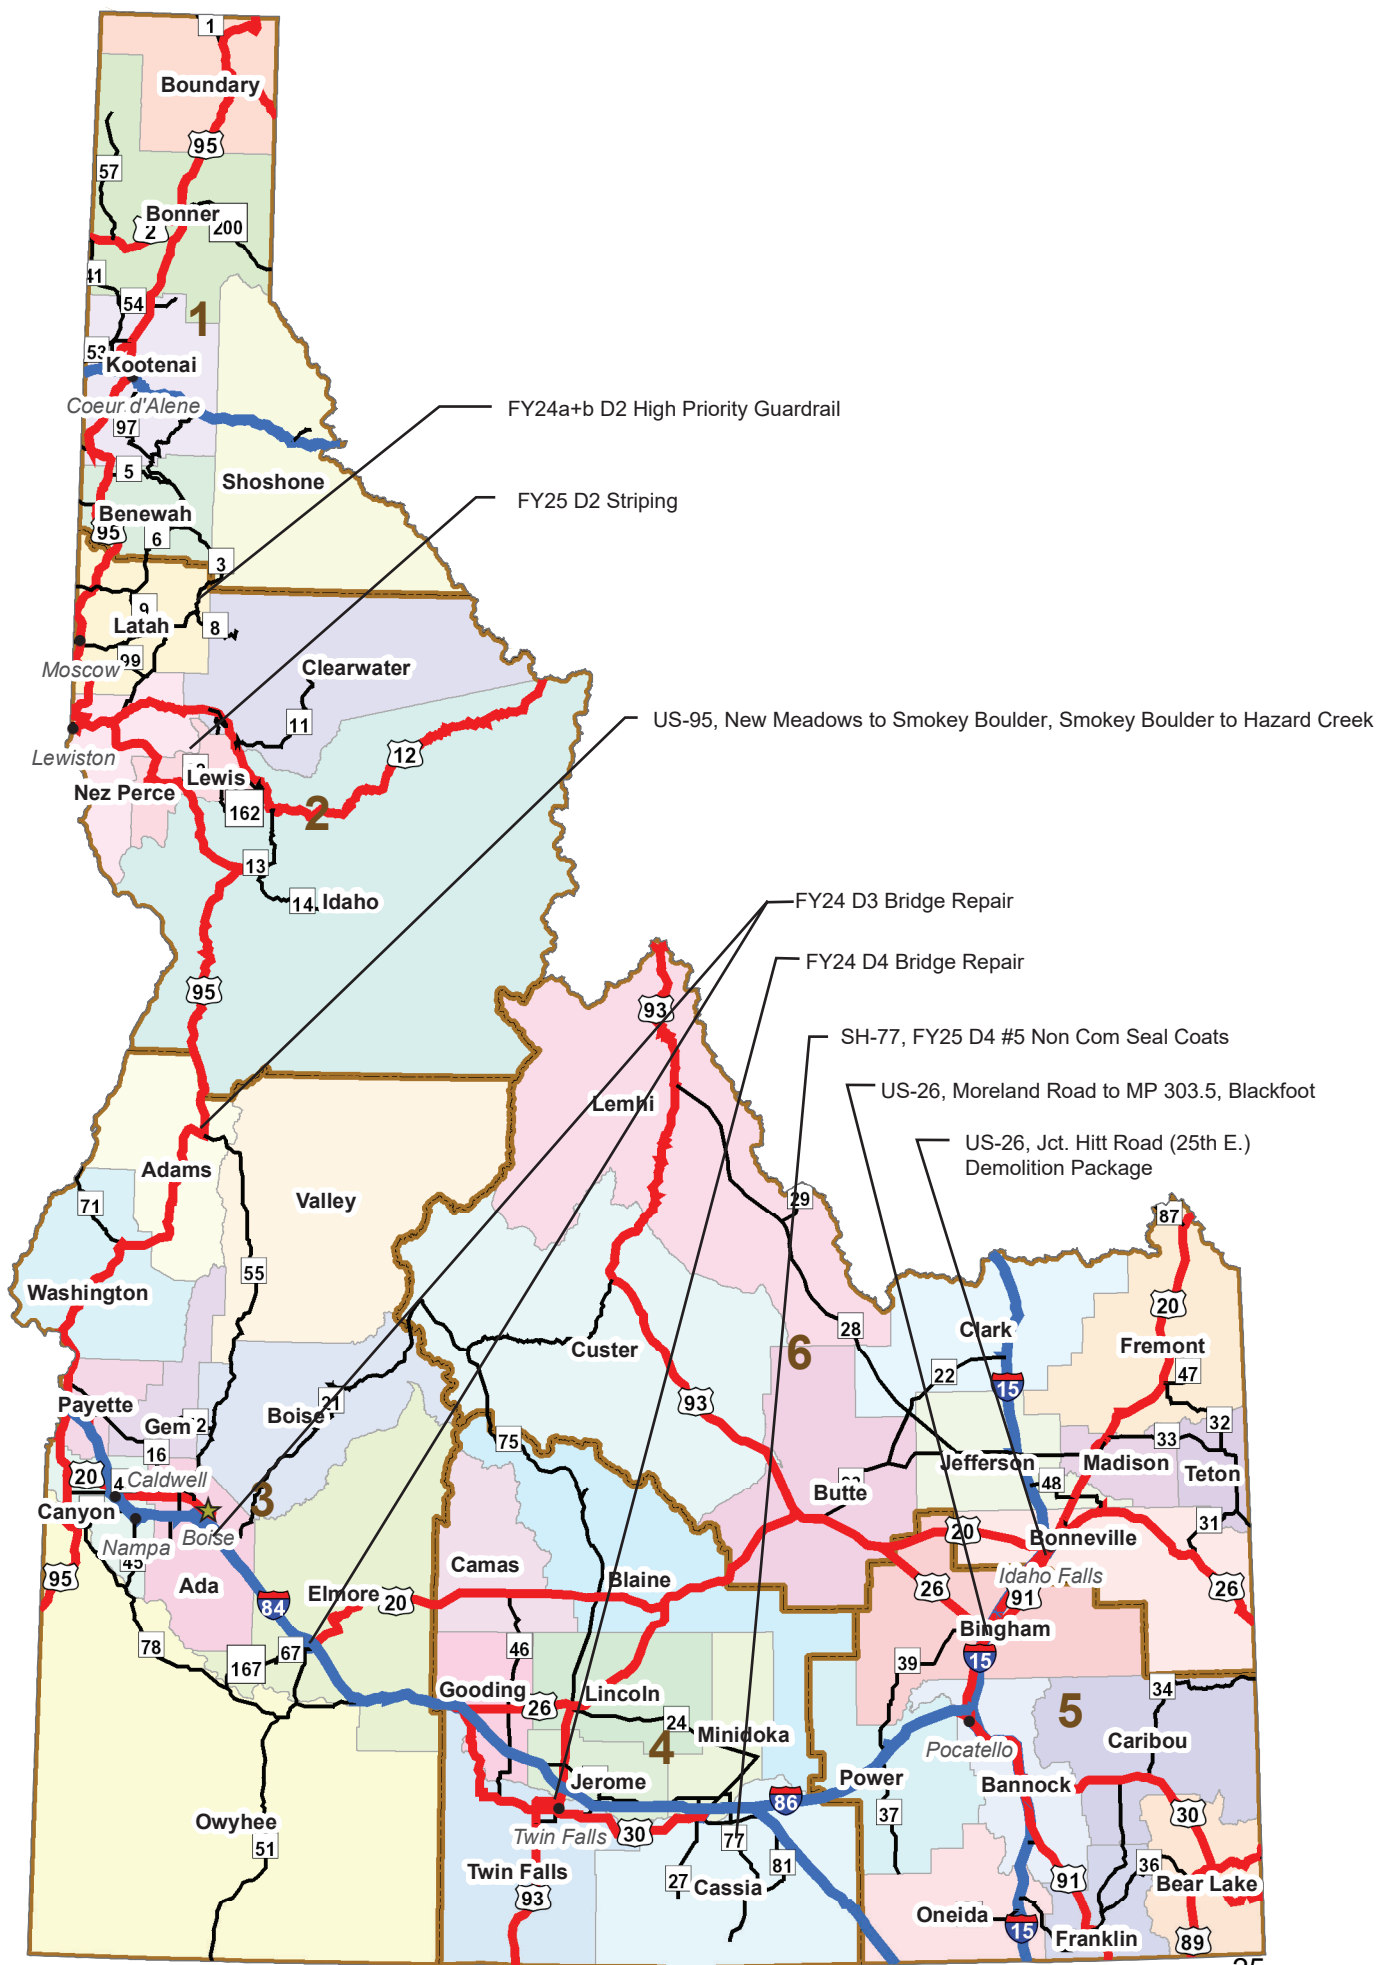 1
Boundary
95
57
Bonner
2
200
41
54
1
53
Kootenai
Coeur d'Alene
97
FY24a+b D2 High Priority Guardrail
5
Shoshone
FY25 D2 Striping
Benewah
95
6
3
9
Latah
8
99
Moscow
Clearwater
11
US-95, New Meadows to Smokey Boulder, Smokey Boulder to Hazard Creek
Lewiston
12
Lewis
Nez Perce
162
2
13
14
Idaho
FY24 D3 Bridge Repair
FY24 D4 Bridge Repair
95
93
SH-77, FY25 D4 #5 Non Com Seal Coats
US-26, Moreland Road to MP 303.5, Blackfoot
Lemhi
US-26, Jct. Hitt Road (25th E.)
Demolition Package
Adams
71
Valley
29
87
55
Washington
20
28
Clark
Custer
6
Fremont
22
47
15
93
Payette
21
Boise
Gem
32
75
16
33
20
Caldwell
4
Jefferson
Madison
Teton
48
Butte
3
Canyon
31
Boise
Nampa
20
Bonneville
45
Camas
Idaho Falls
95
Ada
Blaine
Elmore
20
26
91
26
84
Bingham
78
46
67
167
39
15
Gooding
Lincoln
34
26
5
24
Minidoka
4
Pocatello
Caribou
Jerome
Power
Bannock
86
37
30
Owyhee
51
Twin Falls
30
77
36
81
Twin Falls
27
Cassia
91
Bear Lake
93
Oneida
15
Franklin
89